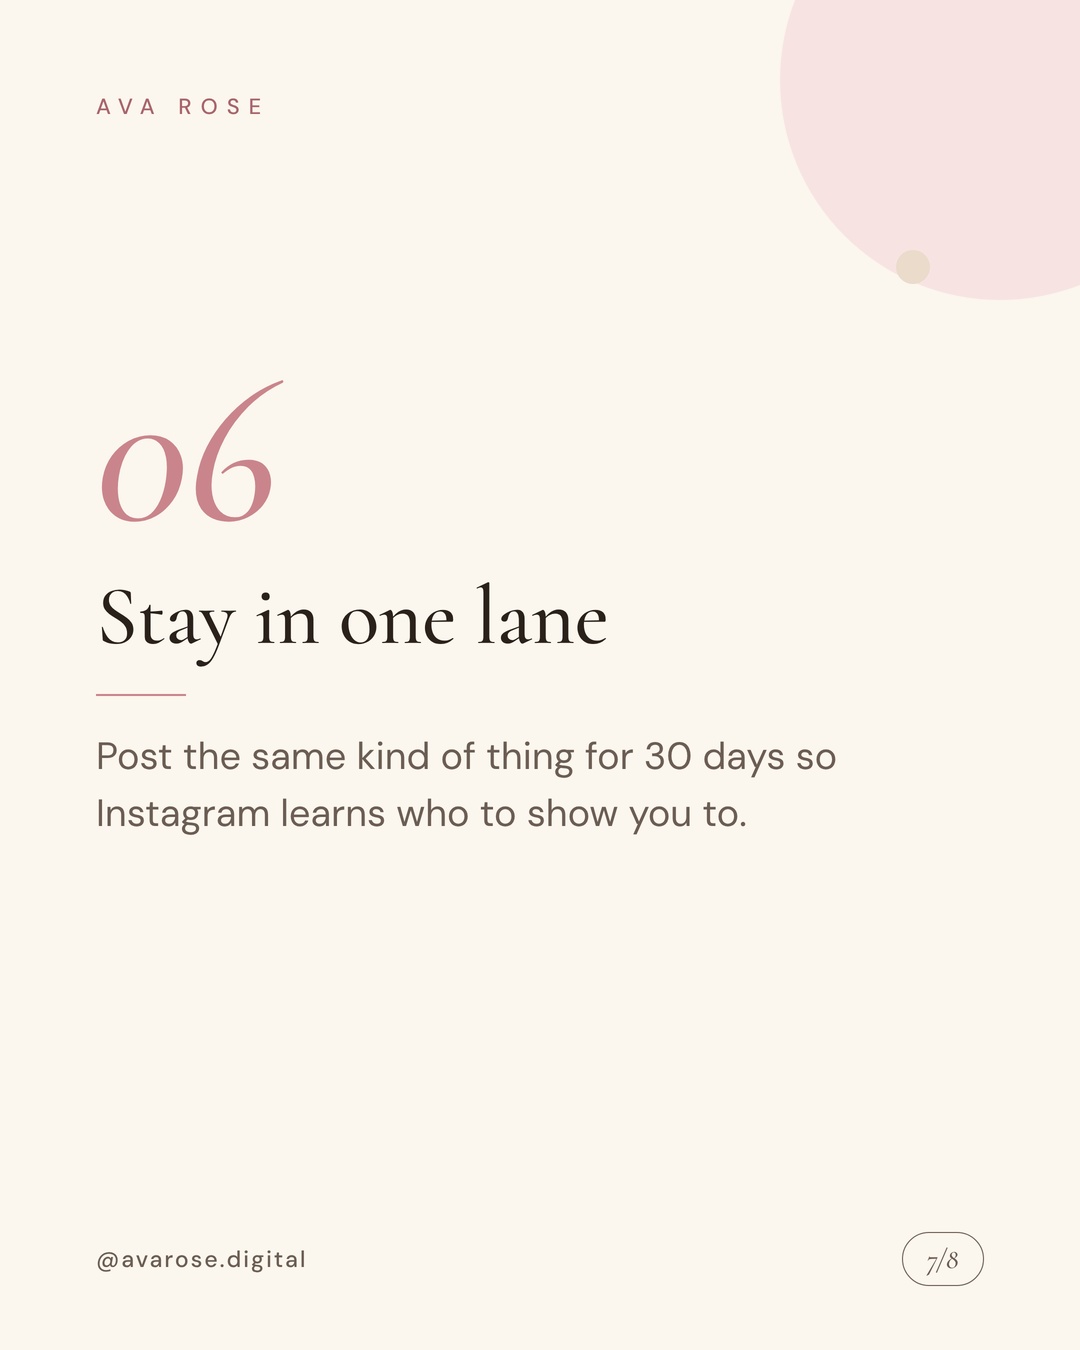 AVA ROSE
06
Stay in one lane
Post the same kind of thing for 30 days so
Instagram learns who to show you to.
@avarose.digital
7/8